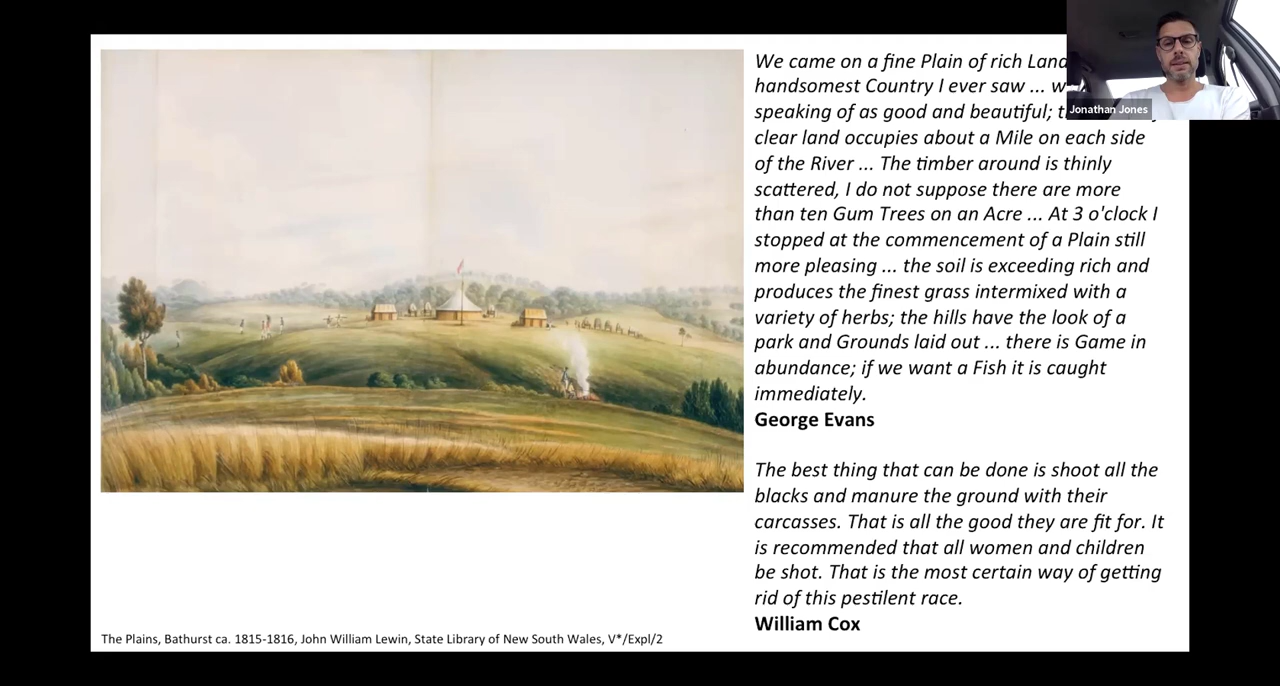 We came on a fine Plain of rich Land
handsomest Country I ever saw ...
speaking of as good and beautiful;
clear land occupies about a Mile on each side
of the River ... The timber around is thinly
scattered, I do not suppose there are more
than ten Gum Trees on an Acre ... At 3 o'clock I
stopped at the commencement of a Plain still
more pleasing ... the soil is exceeding rich and
produces the finest grass intermixed with a
variety of herbs; the hills have the look of a
park and Grounds laid out ... there is Game in
abundance; if we want a Fish it is caught
immediately.
George Evans
The best thing that can be done is shoot all the
blacks and manure the ground with their
carcasses. That is all the good they are fit for. It
is recommended that all women and children
be shot. That is the most certain way of getting
rid of this pestilent race.
William Cox
The Plains, Bathurst ca. 1815-1816, John William Lewin, State Library of New South Wales, V*/Expl/2
Jonathan Jones